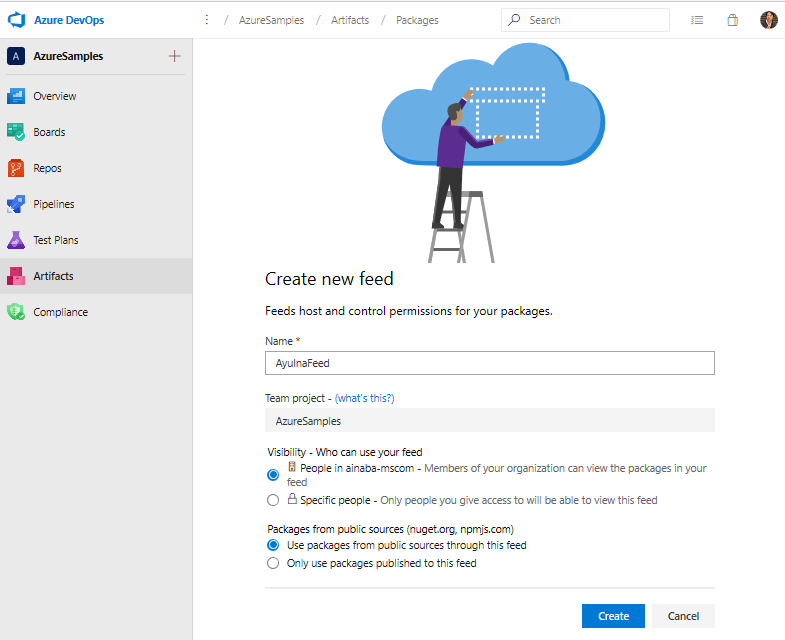 Azure DevOps
AzureSamples / Artifacts / Packages
Search
A AzureSamples
Overview
Boards
Repos
Pipelines
Test Plans
Artifacts
Compliance
Create new feed
Feeds host and control permissions for your packages.
Name *
AyuInaFeed
Team project - (what's this?)
AzureSamples
Visibility - Who can use your feed
People in ainaba-mscom - Members of your organization can view the packages in your
feed
Specific people - Only people you give access to will be able to view this feed
Packages from public sources (nuget.org, npmjs.com)
Use packages from public sources through this feed
Only use packages published to this feed
Create
Cancel